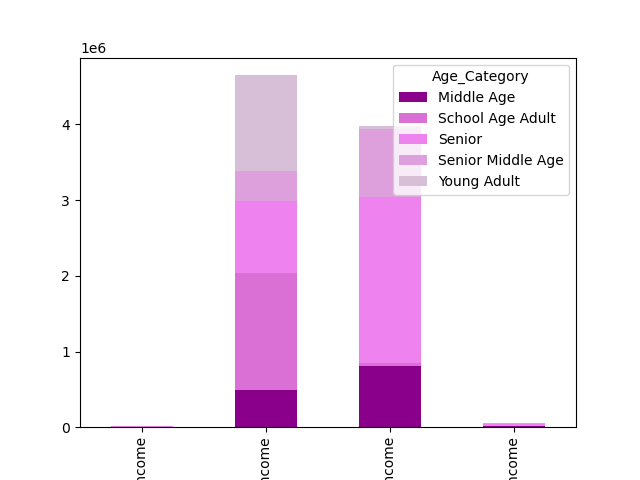 1e6
Age_Category
Middle Age
School Age Adult
Senior
Senior Middle Age
Young Adult
4
3
2
1
0
ncome
ncome
ncome
ncome